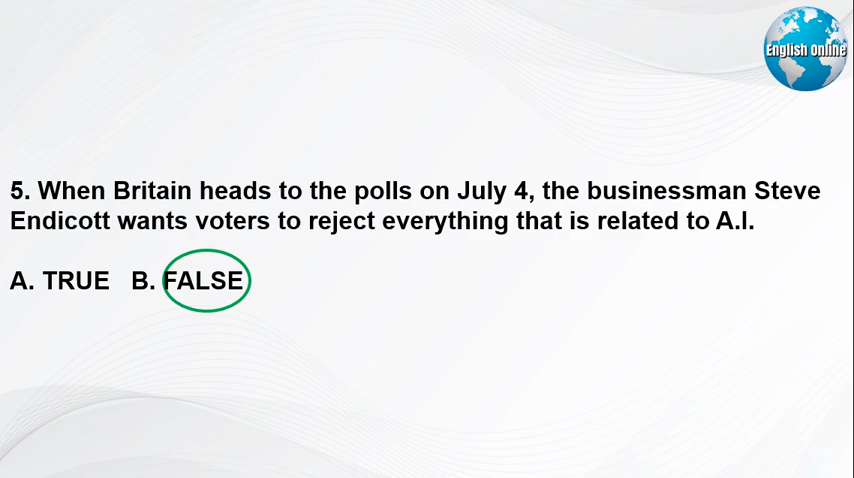 English Online
5. When Britain heads to the polls on July 4, the businessman Steve
Endicott wants voters to reject everything that is related to A.I.
A. TRUE B. FALSE